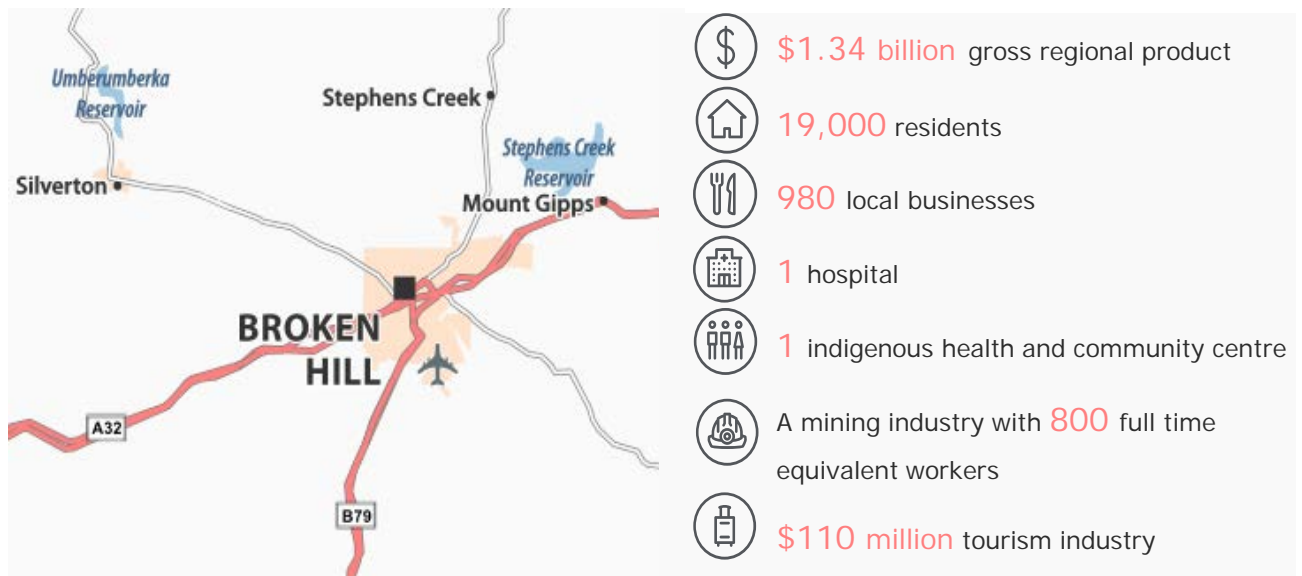 Umberumberka
Reservoir
Stephens Creek
Stephens Creek
Reservoir
Silverton
Mount Gipps
BROKEN
HILL
A32
B79
$1.34 billion gross regional product
19,000 residents
980 local businesses
1 hospital
1 indigenous health and community centre
A mining industry with 800 full time
equivalent workers
$110 million tourism industry